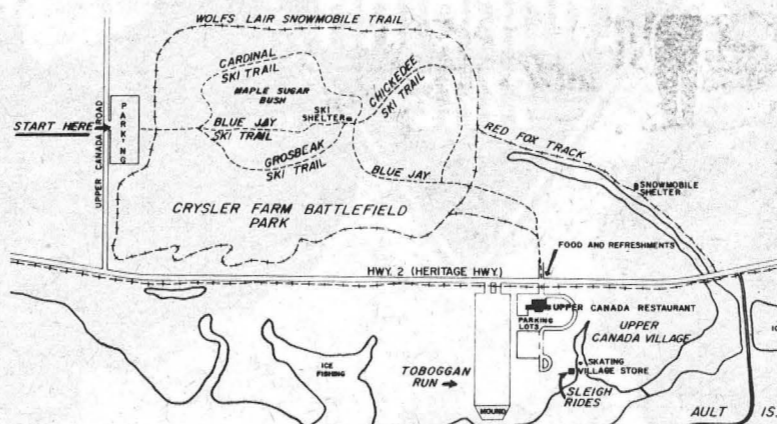 WOLFS LAIR SNOWMOBILE TRAIL
CARDINAL
SKI TRAIL
MAPLE SUGAR
BUSH
CHICKEDEE
SKI TRAIL
SKI
SHELTER
START HERE
PARKING
UPPER CANADA ROAD
BLUE JAY
SKI TRAIL
GROSBEAK
SKI TRAIL
BLUE JAY
RED FOX TRACK
SNOWMOBILE
SHELTER
CRYSLER FARM BATTLEFIELD
PARK
FOOD AND REFRESHMENTS
HWY. 2 (HERITAGE HWY.)
UPPER CANADA RESTAURANT
PARKING
LOTS
UPPER
CANADA VILLAGE
ICE
FISHING
TOBOGGAN
RUN
SKATING
VILLAGE STORE
SLEIGH
RIDES
MOUND
AULT IS.